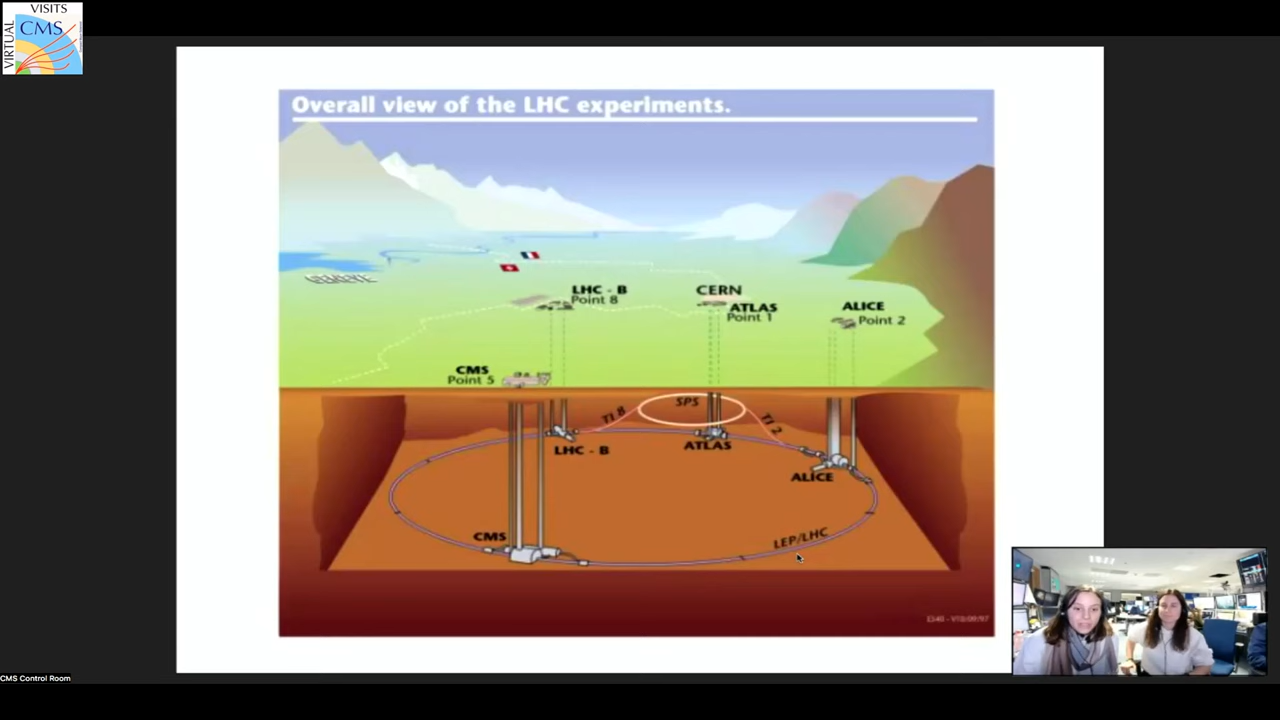 VISITS
VIRTUAL
CMS
Overall view of the LHC experiments.
GENEVE
LHC - B
Point 8
CERN
ATLAS
Point 1
ALICE
Point 2
CMS
Point 5
SPS
TI 8
TI 2
LHC - B
ATLAS
ALICE
CMS
LEP/LHC
CMS Control Room